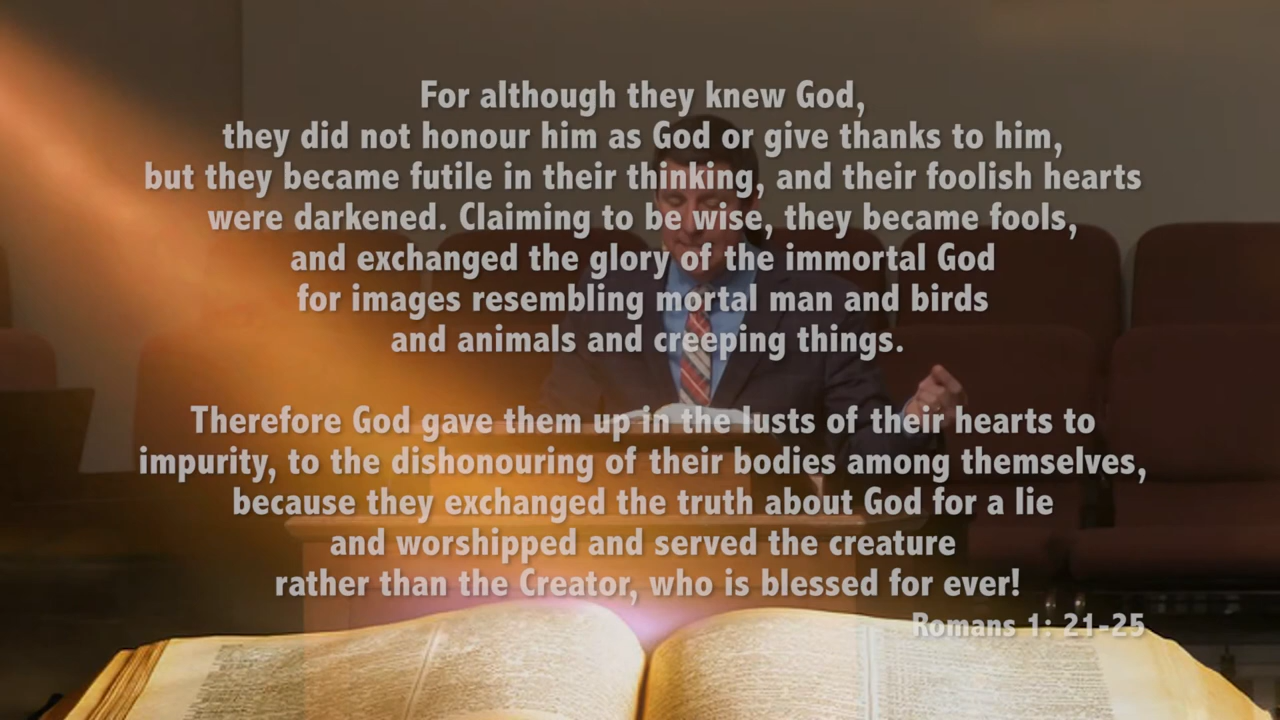 For although they knew God,
they did not honour him as God or give thanks to him,
but they became futile in their thinking, and their foolish hearts
were darkened. Claiming to be wise, they became fools,
and exchanged the glory of the immortal God
for images resembling mortal man and birds
and animals and creeping things.
Therefore God gave them up in the lusts of their hearts to
impurity, to the dishonouring of their bodies among themselves,
because they exchanged the truth about God for a lie
and worshipped and served the creature
rather than the Creator, who is blessed for ever!
Romans 1: 21-25